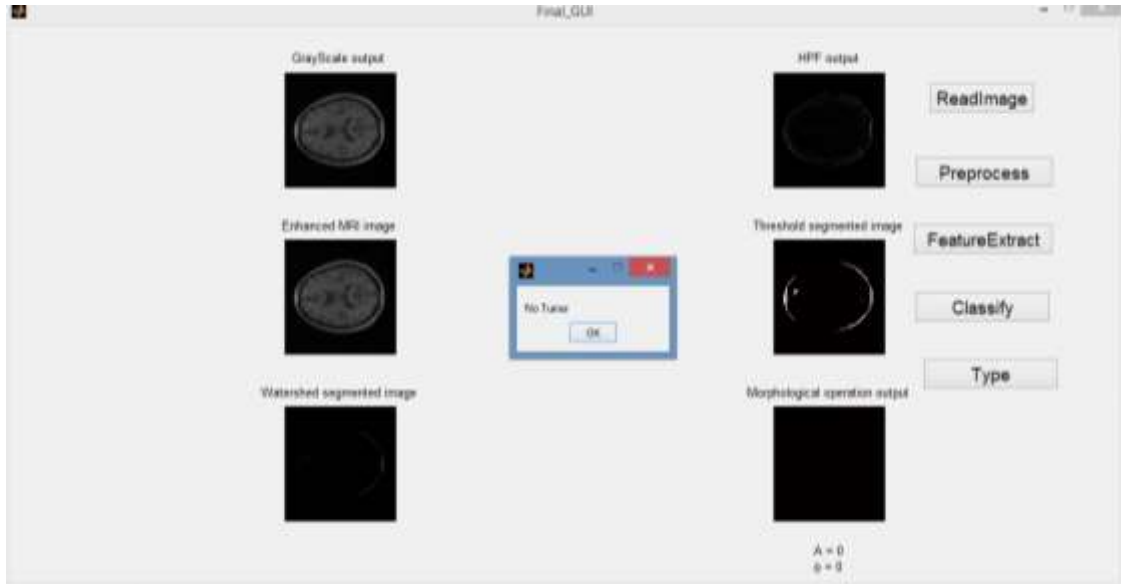 Final_GUI
GrayScale output
HPF output
ReadImage
Preprocess
Enhanced MRI image
Threshold segmented image
FeatureExtract
No Tumor
OK
Classify
Type
Watershed segmented image
Morphological operation output
A = 0